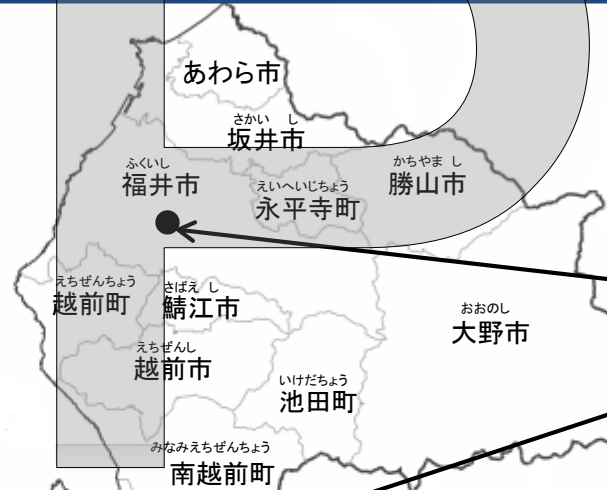 あわら市
さかい し
坂井市
ふくいし
福井市
かちやま し
勝山市
えいへいじちょう
永平寺町
えちぜんちょう
越前町
さばえ し
鯖江市
おおのし
大野市
えちぜんし
越前市
いけだちょう
池田町
みなみえちぜんちょう
南越前町